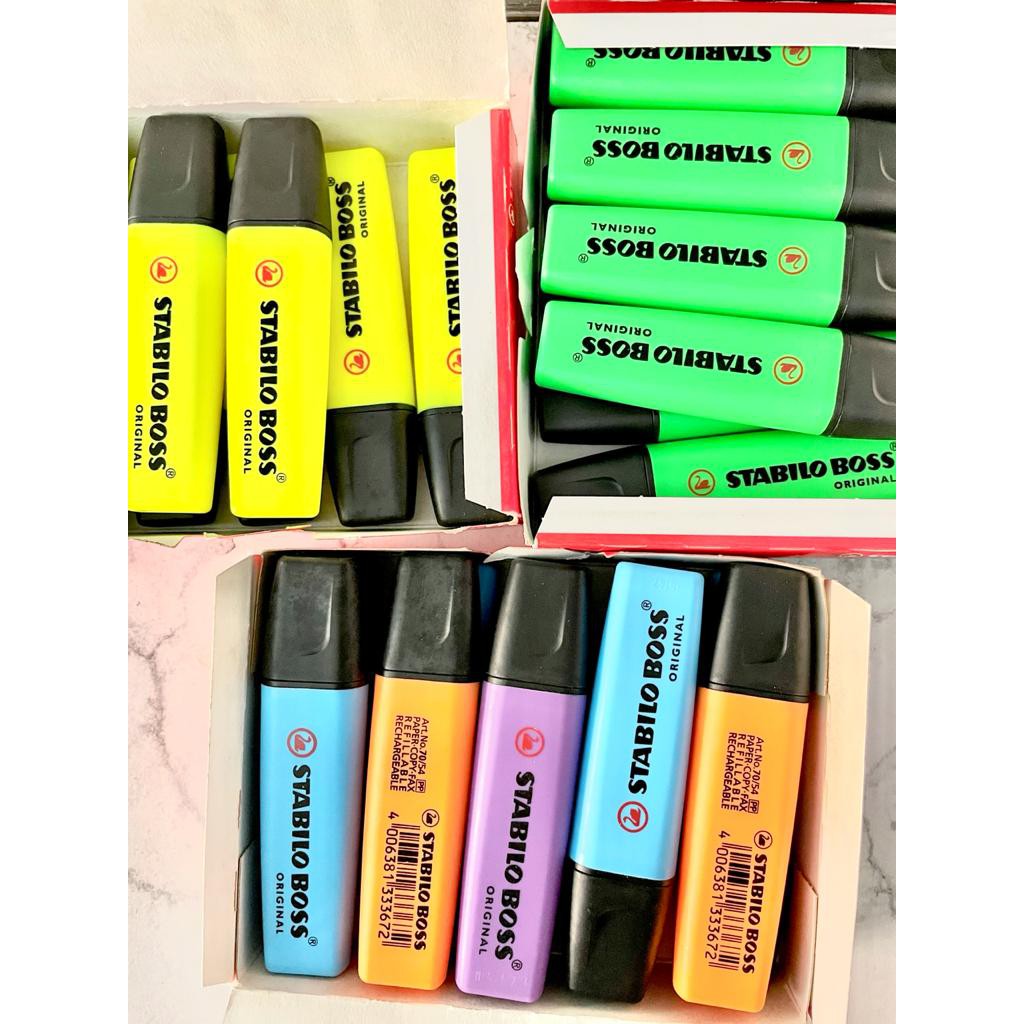 STABILO BOSS
ORIGINAL
STABILO BOSS®
ORIGINAL
STABILO BOSS®
ORIGINAL
STABILO BOSS®
ORIGINAL
STABILO BOSS®
STABILO BOSS®
ORIGINAL
STABILO BOSS®
ORIGINAL
STABILO BOSS®
ORIGINAL
STABILO BOSS®
ORIGINAL
STABILO BOSS®
ORIGINAL
Art.No.70/54 PP
PAPER-COPY-FAX
REFILLABLE
RECHARGEABLE
STABILO BOSS
4 006381 333672
STABILO BOSS®
ORIGINAL
STABILO BOSS®
ORIGINAL
Art.No.70/54 PP
PAPER-COPY-FAX
REFILLABLE
RECHARGEABLE
STABILO BOSS
4 006381 333672